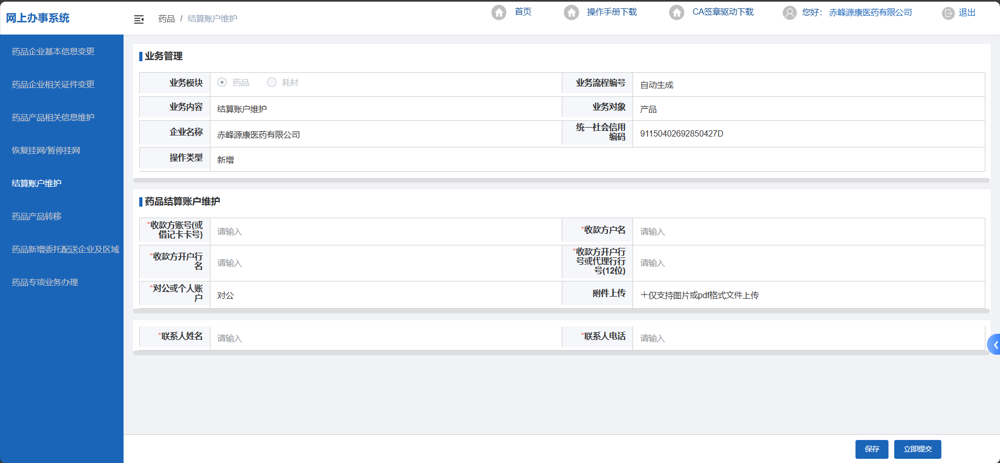 网上办事系统
药品 / 结算账户维护
首页
操作手册下载
CA签章驱动下载
您好： 赤峰源康医药有限公司
退出
药品企业基本信息变更
药品企业相关证件变更
药品产品相关信息维护
恢复挂网/暂停挂网
结算账户维护
药品产品转移
药品新增委托配送企业及区域
药品专项业务办理
业务管理
业务模块 药品 耗材
业务流程编号 自动生成
业务内容 结算账户维护
业务对象 产品
企业名称 赤峰源康医药有限公司
统一社会信用
编码
91150402692850427D
操作类型 新增
药品结算账户维护
*收款方账号(或
借记卡卡号)
请输入
*收款方户名 请输入
*收款方开户行
名
请输入
*收款方开户行
号或代理行行
号(12位)
请输入
*对公或个人账
户
对公
附件上传 +仅支持图片或pdf格式文件上传
*联系人姓名 请输入
*联系人电话 请输入
保存
立即提交